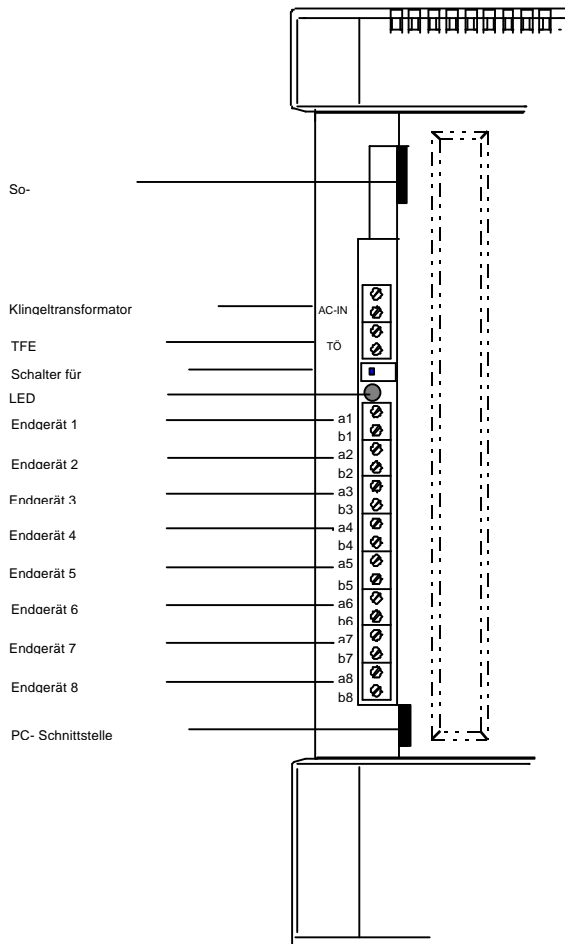 So-
Klingeltransformator AC-IN
TFE TÖ
Schalter für
LED
Endgerät 1 a1
b1
Endgerät 2 a2
b2
Endgerät 3 a3
b3
Endgerät 4 a4
b4
Endgerät 5 a5
b5
Endgerät 6 a6
b6
Endgerät 7 a7
b7
Endgerät 8 a8
b8
PC- Schnittstelle